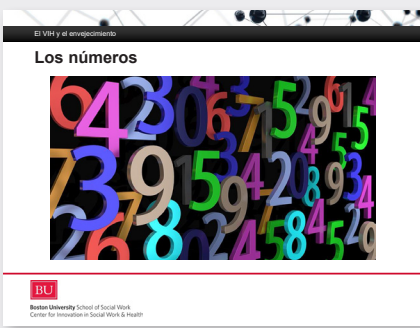 El VIH y el envejecimiento
Los números
BU
Boston University School of Social Work
Center for Innovation in Social Work & Health